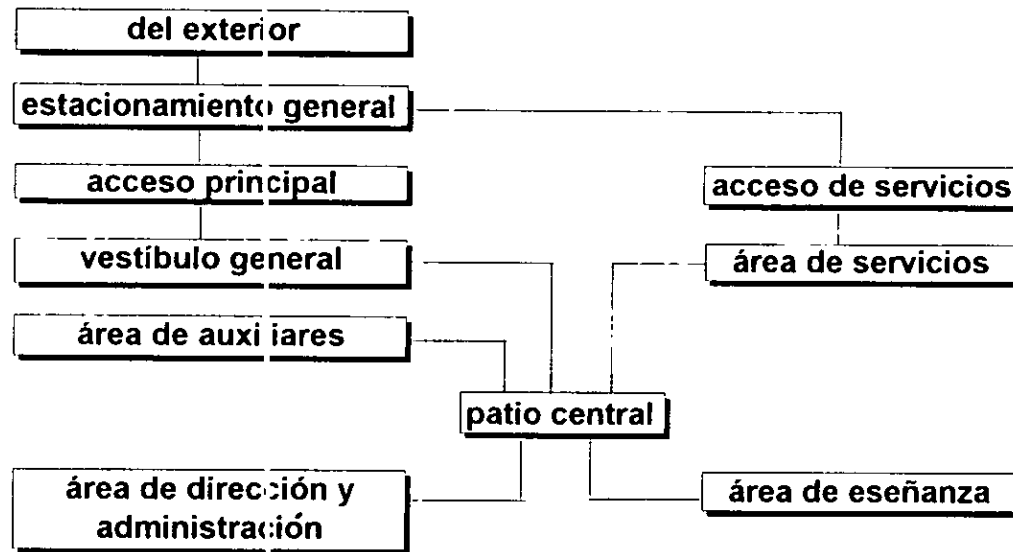 del exterior
estacionamiento general
acceso principal
acceso de servicios
vestíbulo general
área de servicios
área de auxiliares
patio central
área de dirección y
administración
área de eseñanza